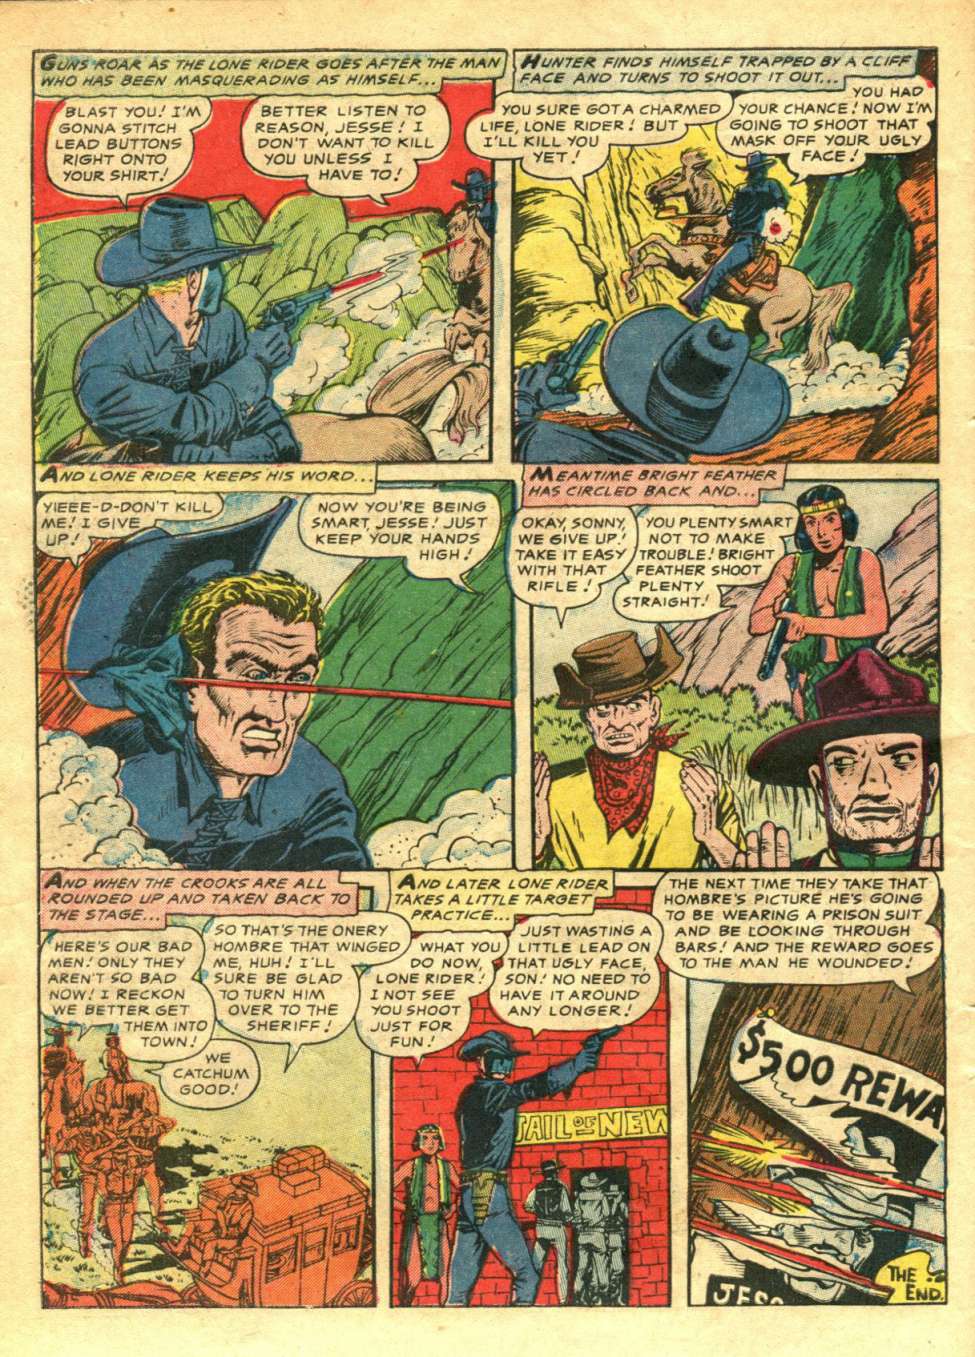 GUNS ROAR AS THE LONE RIDER GOES AFTER THE MAN
WHO HAS BEEN MASQUERADING AS HIMSELF...
BLAST YOU! I'M
GONNA STITCH
LEAD BUTTONS
RIGHT ONTO
YOUR SHIRT!
BETTER LISTEN TO
REASON, JESSE! I
DON'T WANT TO KILL
YOU UNLESS I
HAVE TO!
HUNTER FINDS HIMSELF TRAPPED BY A CLIFF
FACE AND TURNS TO SHOOT IT OUT...
YOU SURE GOT A CHARMED
LIFE, LONE RIDER! BUT
I'LL KILL YOU
YET!
YOU HAD
YOUR CHANCE! NOW I'M
GOING TO SHOOT THAT
MASK OFF YOUR UGLY
FACE!
AND LONE RIDER KEEPS HIS WORD...
YIEEE-D-DON'T KILL
ME! I GIVE
UP!
NOW YOU'RE BEING
SMART, JESSE! JUST
KEEP YOUR HANDS
HIGH!
MEANTIME BRIGHT FEATHER
HAS CIRCLED BACK AND...
OKAY, SONNY,
WE GIVE UP!
TAKE IT EASY
WITH THAT
RIFLE!
YOU PLENTY SMART
NOT TO MAKE
TROUBLE! BRIGHT
FEATHER SHOOT
PLENTY
STRAIGHT!
AND WHEN THE CROOKS ARE ALL
ROUNDED UP AND TAKEN BACK TO
THE STAGE...
HERE'S OUR BAD
MEN! ONLY THEY
AREN'T SO BAD
NOW! I RECKON
WE BETTER GET
THEM INTO
TOWN!
SO THAT'S THE ONERY
HOMBRE THAT WINGED
ME, HUH! I'LL
SURE BE GLAD
TO TURN HIM
OVER TO THE
SHERIFF!
WE
CATCHUM
GOOD!
AND LATER LONE RIDER
TAKES A LITTLE TARGET
PRACTICE...
WHAT YOU
DO NOW,
LONE RIDER!
I NOT SEE
YOU SHOOT
JUST FOR
FUN!
JUST WASTING A
LITTLE LEAD ON
THAT UGLY FACE,
SON! NO NEED TO
HAVE IT AROUND
ANY LONGER!
JAIL OF NEW
THE NEXT TIME THEY TAKE THAT
HOMBRE'S PICTURE HE'S GOING
TO BE WEARING A PRISON SUIT
AND BE LOOKING THROUGH
BARS! AND THE REWARD GOES
TO THE MAN HE WOUNDED!
$500 REWA
JESS
THE
END.